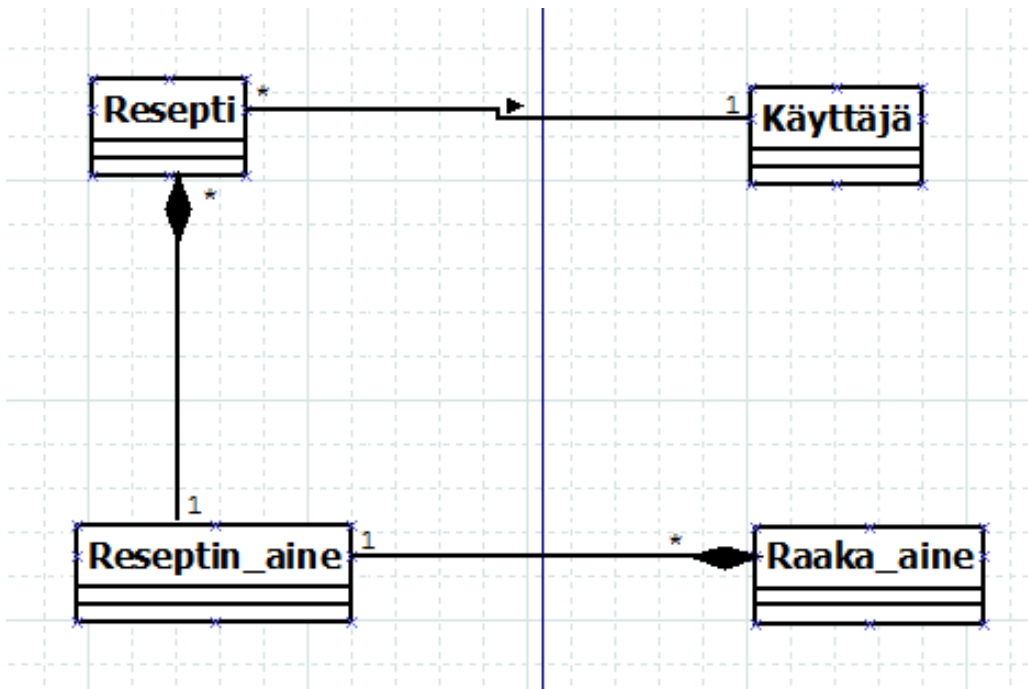 Resepti
*
1
Käyttäjä
*
1
Reseptin_aine
1
*
Raaka_aine